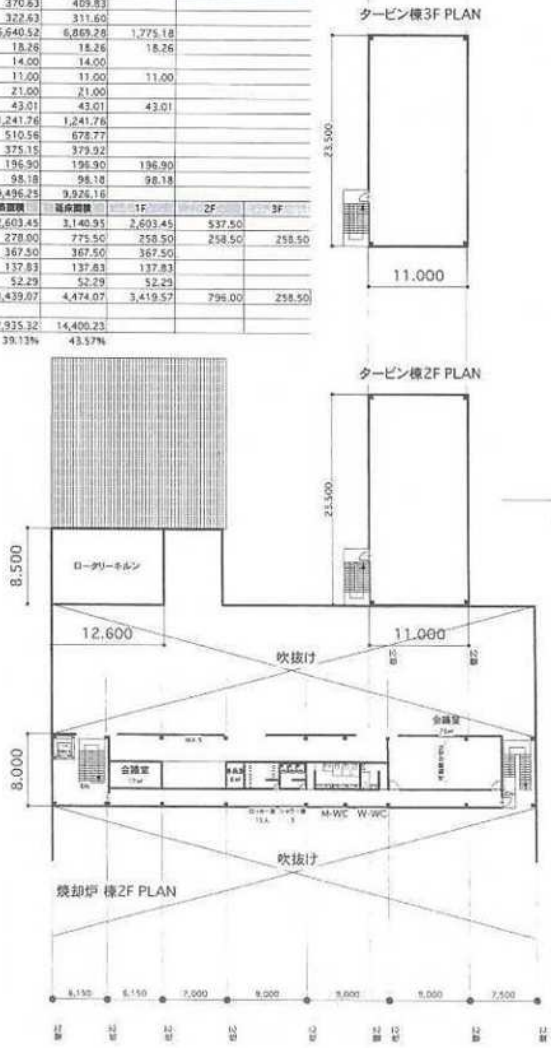 370.63 409.83
322.63 311.60
6,640.52 6,869.28 1,775.18
18.26 18.26 18.26
14.00 14.00
11.00 11.00 11.00
21.00 21.00
43.01 43.01 43.01
1,241.76 1,241.76
510.56 678.77
375.15 379.92
196.90 196.90 196.90
98.18 98.18 98.18
9,496.25 9,926.16
延床面積 1F 2F 3F
2,603.45 3,140.95 2,603.45 537.50
278.00 775.50 258.50 258.50 258.50
367.50 367.50 367.50
137.83 137.83 137.83
52.29 52.29 52.29
3,439.07 4,474.07 3,419.57 796.00 258.50
2,935.32 14,400.23
39.13% 43.57%
タービン棟3F PLAN
23.500
11.000
タービン棟2F PLAN
23.500
11.000
8.500
ロータリーキルン
12.600
吹抜け
8.000
会議室
17㎡
会議室
M-WC W-WC
吹抜け
焼却炉 棟2F PLAN
6,150 6,150 7,000 9,000 9,000 9,000 7,500